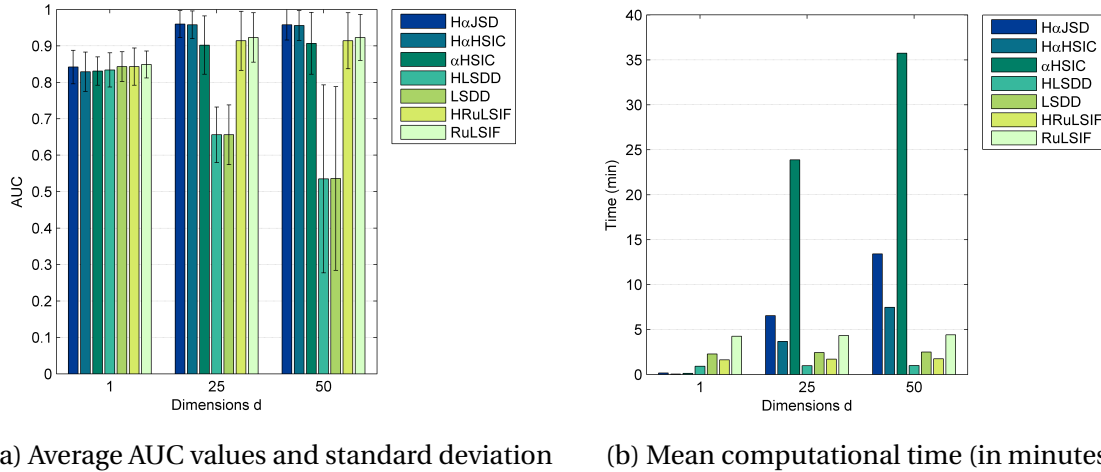 1
0.9
0.8
0.7
0.6
0.5
0.4
0.3
0.2
0.1
0
AUC
1 25 50
Dimensions d
HαJSD
HαHSIC
αHSIC
HLSDD
LSDD
HRuLSIF
RuLSIF
40
35
30
25
20
15
10
5
0
Time (min)
1 25 50
Dimensions d
HαJSD
HαHSIC
αHSIC
HLSDD
LSDD
HRuLSIF
RuLSIF
a) Average AUC values and standard deviation
(b) Mean computational time (in minutes